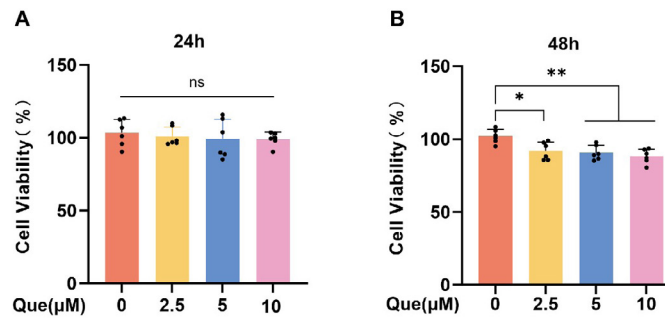 A
24h
Cell Viability（%）
150
100
50
0
ns
Que(μM)
0 2.5 5 10
B
48h
Cell Viability（%）
150
100
50
0
*
**
Que(μM)
0 2.5 5 10